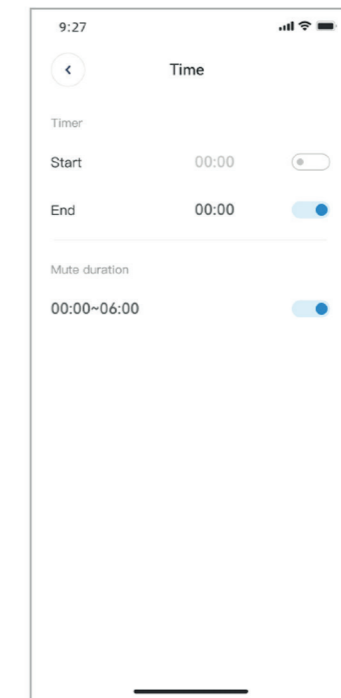 9:27
Time
Timer
Start 00:00
End 00:00
Mute duration
00:00~06:00